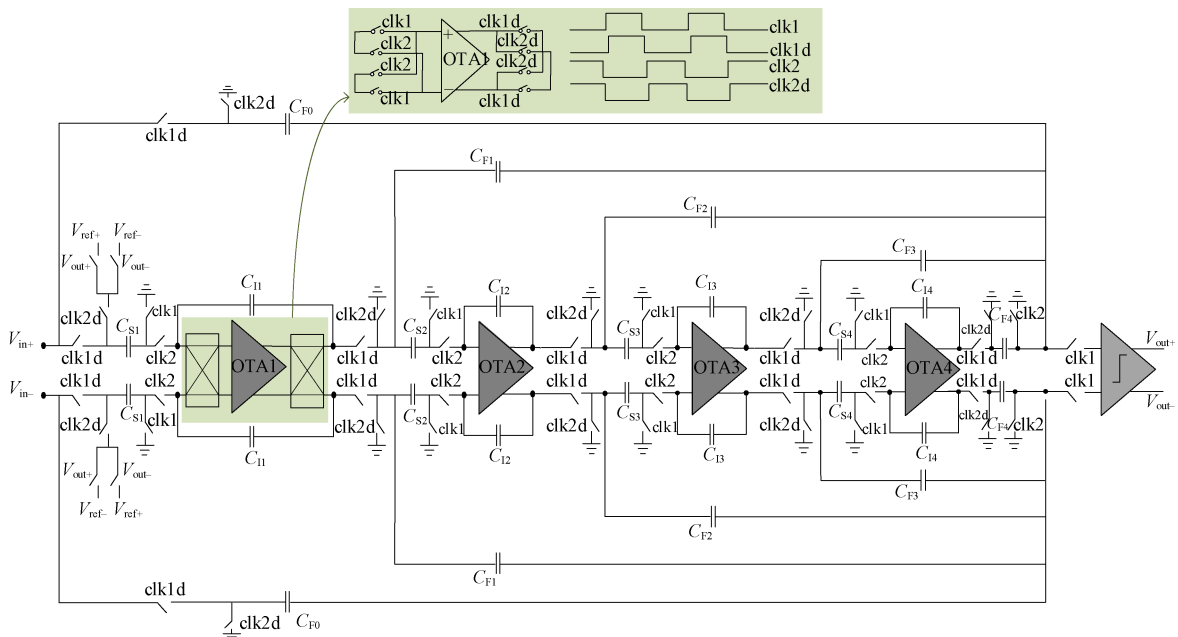 clk1 clk1d clk1
clk2 clk2d clk1d
clk2 OTA1 clk2d clk2
clk1 clk1d clk2d
clk2d CF0
clk1d
CF1
CF2
Vref+ Vref–
Vout+ Vout–
CF3
CI1 CI2 CI3 CI4
clk2d clk1 clk2d clk1 clk2d clk1 clk2d clk1 clk2d CF4 clk2
CS1 CS2 CS3 CS4
Vin+ clk1d clk2 clk1d clk2 clk1d clk2 clk1d clk2 clk1 Vout+
OTA1 OTA2 OTA3 OTA4
Vin– clk1d clk2 clk1d clk2 clk1d clk2 clk1d clk2 clk1d clk1 Vout–
CS1 CS2 CS3 CS4
clk2d clk1 clk2d clk1 clk2d clk1 clk2d clk1 clk2d CF4 clk2
CI1 CI2 CI3 CI4
Vout+ Vout–
Vref– Vref+
CF3
CF2
CF1
clk1d
clk2d CF0